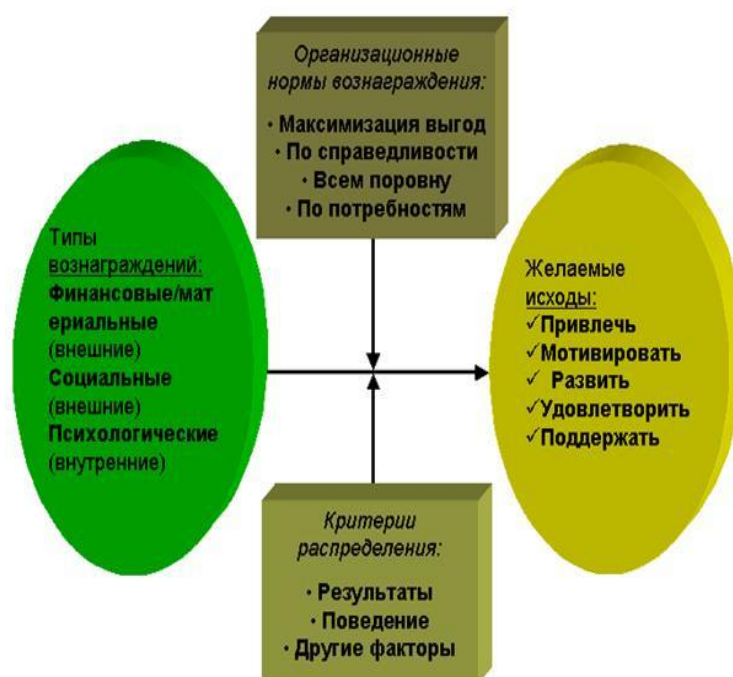 Организационные
нормы вознаграждения:
· Максимизация выгод
· По справедливости
· Всем поровну
· По потребностям
Типы
вознаграждений:
Финансовые/мат
ериальные
(внешние)
Социальные
(внешние)
Психологические
(внутренние)
Желаемые
исходы:
✓Привлечь
✓Мотивировать
✓ Развить
✓Удовлетворить
✓Поддержать
Критерии
распределения:
· Результаты
· Поведение
· Другие факторы